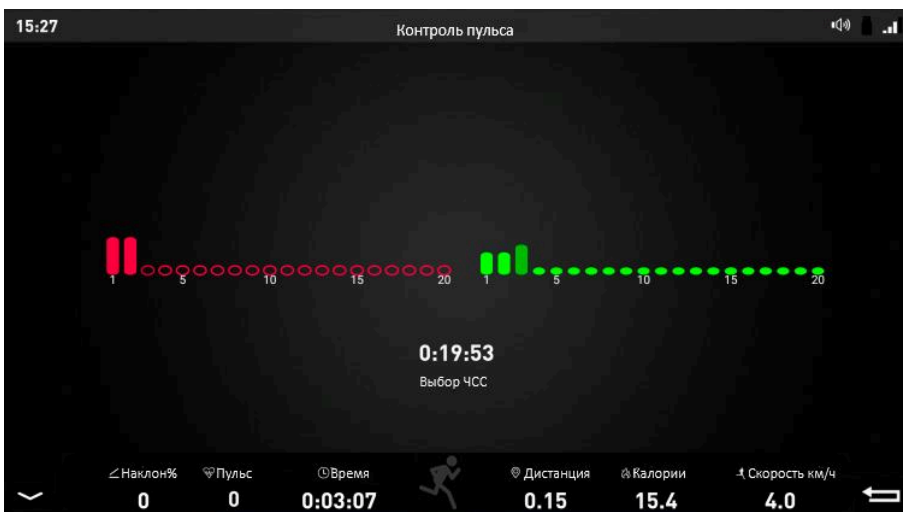 15:27
Контроль пульса
1 5 10 15 20 1 5 10 15 20
0:19:53
Выбор ЧСС
Наклон% Пульс Время Дистанция Калории Скорость км/ч
0 0 0:03:07 0.15 15.4 4.0